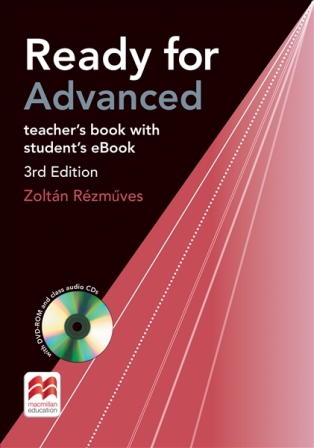 Ready for
Advanced
teacher's book with
student's eBook
3rd Edition
Zoltán Rézműves
with DVD-ROM and class audio CDs
macmillan
education